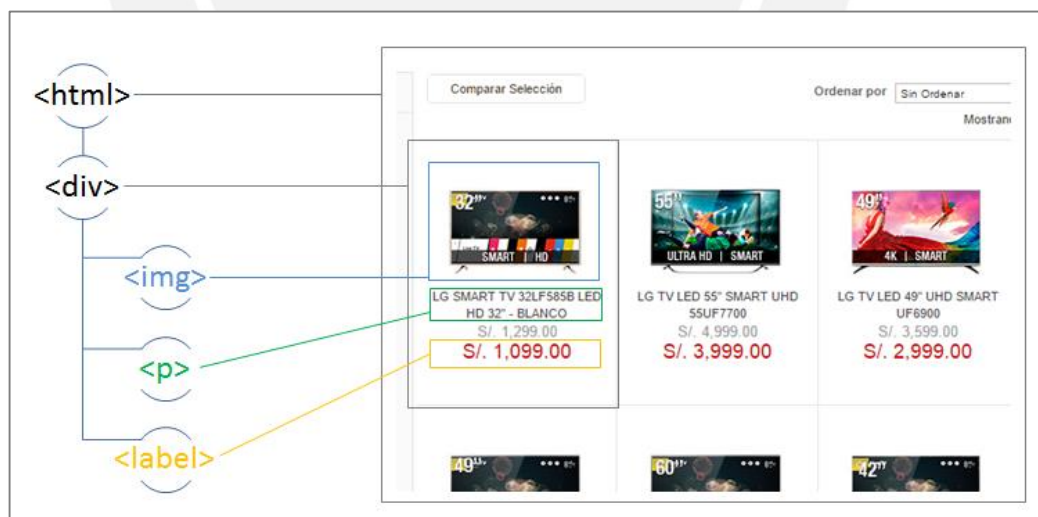 <html>
<div>
<img>
<p>
<label>
Comparar Selección
Ordenar por Sin Ordenar
Mostrand
32"
SMART | HD
55"
ULTRA HD | SMART
49"
4K | SMART
LG SMART TV 32LF585B LED
HD 32" - BLANCO
S/. 1,299.00
S/. 1,099.00
LG TV LED 55" SMART UHD
55UF7700
S/. 4,999.00
S/. 3,999.00
LG TV LED 49" UHD SMART
UF6900
S/. 3,599.00
S/. 2,999.00
49"
60"
42"